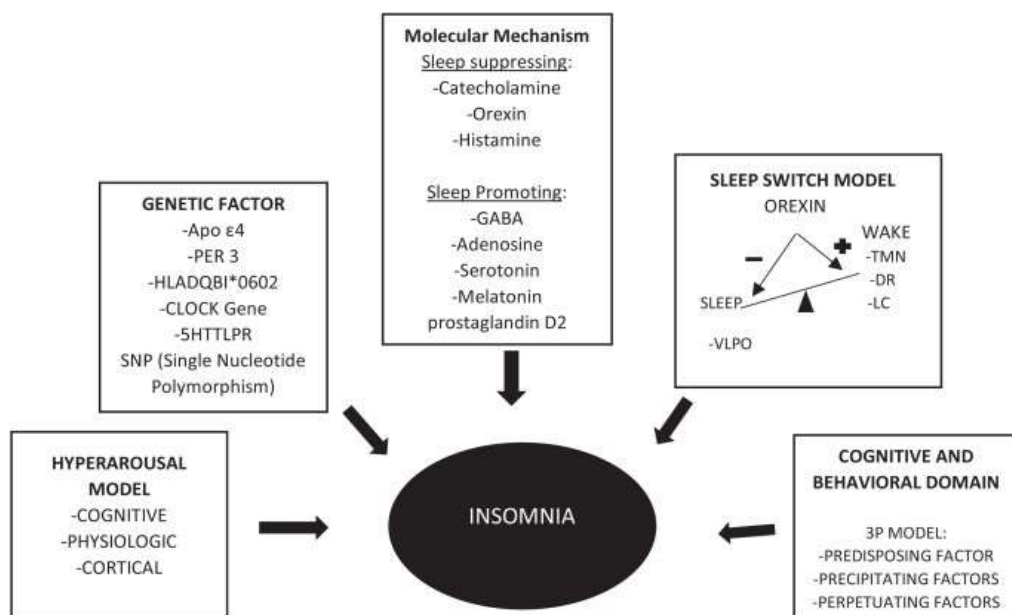 Molecular Mechanism
Sleep suppressing:
-Catecholamine
-Orexin
-Histamine
Sleep Promoting:
-GABA
-Adenosine
-Serotonin
-Melatonin
prostaglandin D2
GENETIC FACTOR
-Apo ε4
-PER 3
-HLADQBI*0602
-CLOCK Gene
-5HTTLPR
SNP (Single Nucleotide
Polymorphism)
SLEEP SWITCH MODEL
OREXIN
WAKE
-TMN
-DR
-LC
SLEEP
-VLPO
HYPERAROUSAL
MODEL
-COGNITIVE
-PHYSIOLOGIC
-CORTICAL
INSOMNIA
COGNITIVE AND
BEHAVIORAL DOMAIN
3P MODEL:
-PREDISPOSING FACTOR
-PRECIPITATING FACTORS
-PERPETUATING FACTORS